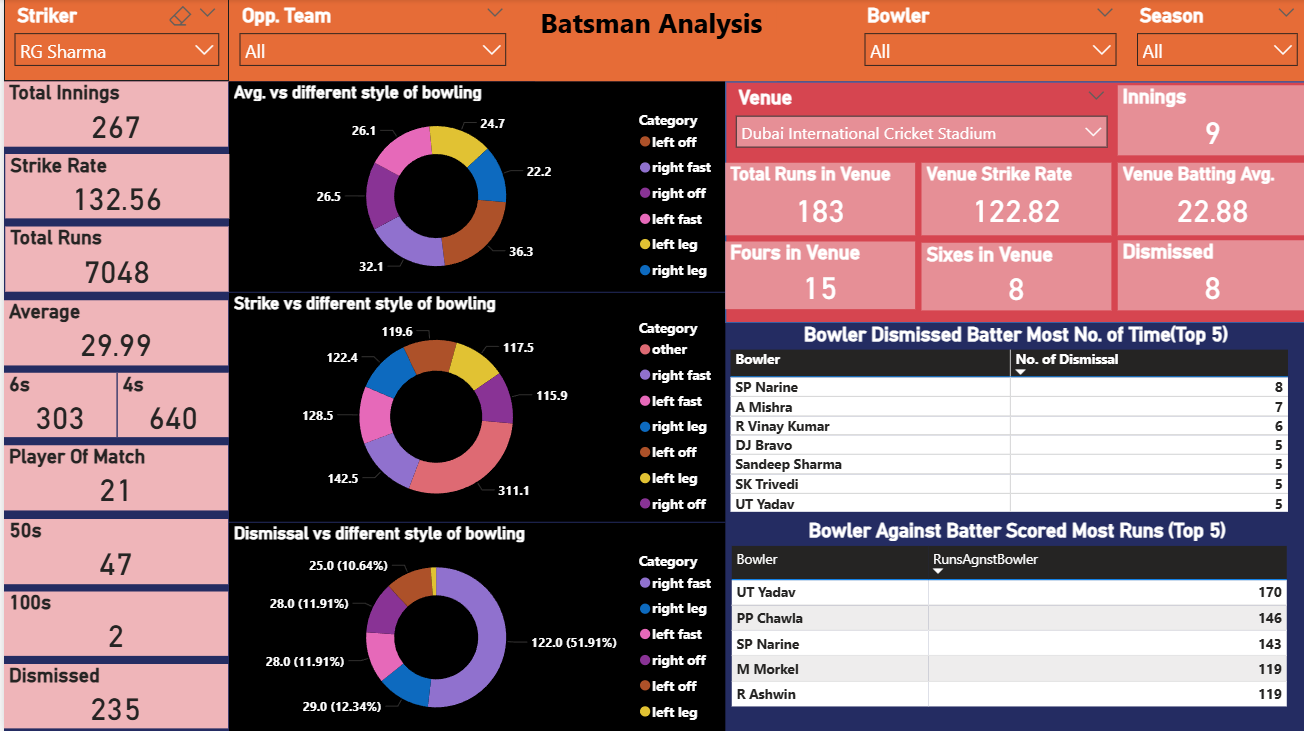 Striker
RG Sharma
Opp. Team
All
Batsman Analysis
Bowler
All
Season
All
Total Innings
267
Strike Rate
132.56
Total Runs
7048
Average
29.99
6s
303
4s
640
Player Of Match
21
50s
47
100s
2
Dismissed
235
Avg. vs different style of bowling
26.1
24.7
22.2
26.5
36.3
32.1
Category
left off
right fast
right off
left fast
left leg
right leg
Strike vs different style of bowling
119.6
117.5
122.4
115.9
128.5
142.5
311.1
Category
other
right fast
left fast
right leg
left off
left leg
right off
Dismissal vs different style of bowling
25.0 (10.64%)
28.0 (11.91%)
122.0 (51.91%)
28.0 (11.91%)
29.0 (12.34%)
Category
right fast
right leg
left fast
right off
left off
left leg
Venue
Dubai International Cricket Stadium
Innings
9
Total Runs in Venue
183
Venue Strike Rate
122.82
Venue Batting Avg.
22.88
Fours in Venue
15
Sixes in Venue
8
Dismissed
8
Bowler Dismissed Batter Most No. of Time(Top 5)
Bowler No. of Dismissal
SP Narine 8
A Mishra 7
R Vinay Kumar 6
DJ Bravo 5
Sandeep Sharma 5
SK Trivedi 5
UT Yadav 5
Bowler Against Batter Scored Most Runs (Top 5)
Bowler RunsAgnstBowler
UT Yadav 170
PP Chawla 146
SP Narine 143
M Morkel 119
R Ashwin 119